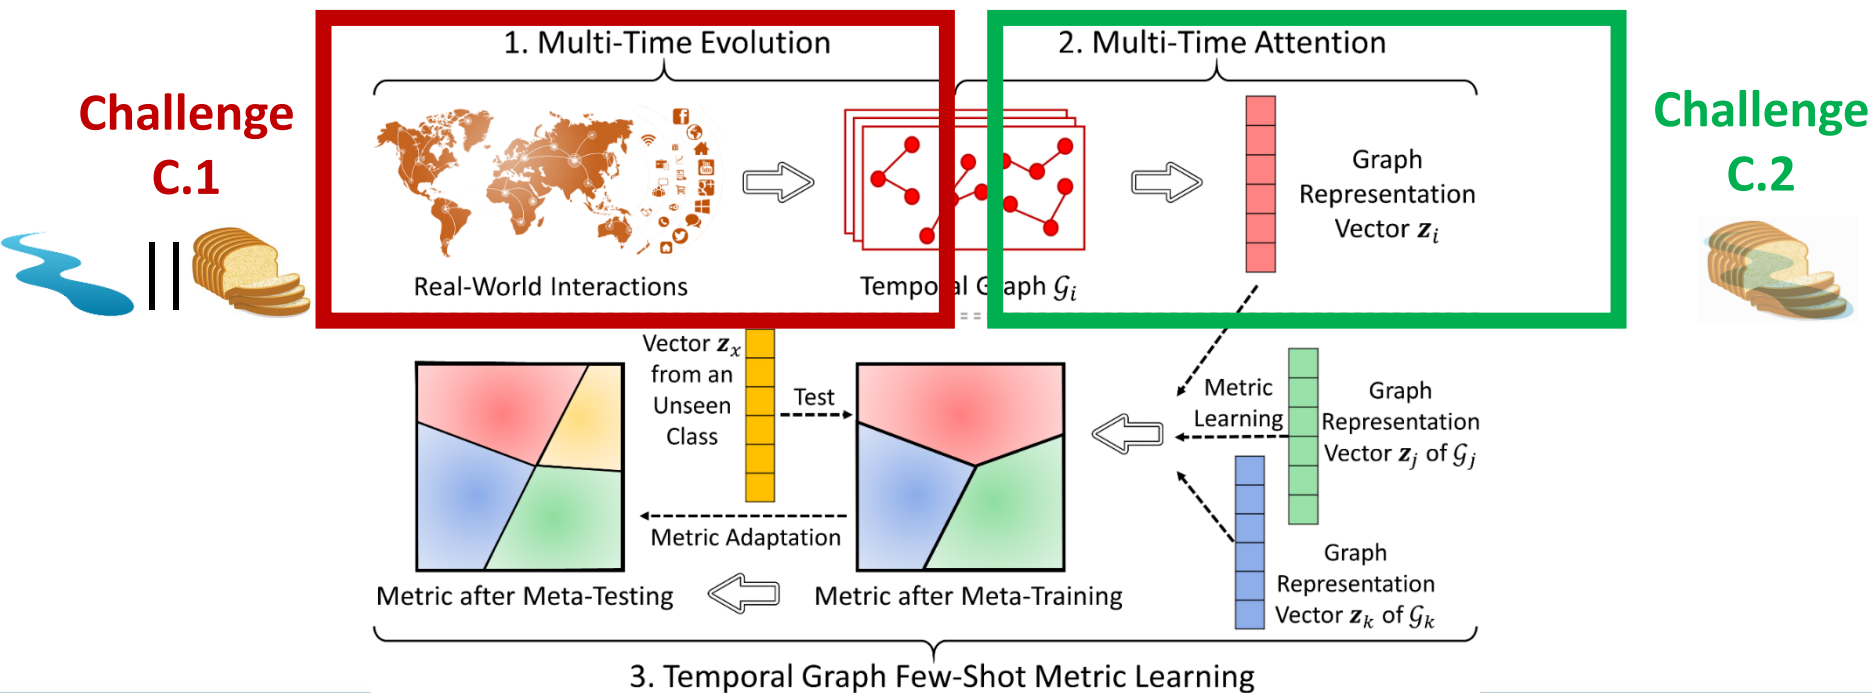 1. Multi-Time Evolution
2. Multi-Time Attention
Challenge
C.1
Challenge
C.2
Graph
Representation
Vector 𝒛ᵢ
Real-World Interactions
Temporal Graph 𝒢ᵢ
Vector 𝒛ₓ
from an
Unseen
Class
Test
Metric
Learning
Graph
Representation
Vector 𝒛ⱼ of 𝒢ⱼ
Metric Adaptation
Graph
Representation
Vector 𝒛ₖ of 𝒢ₖ
Metric after Meta-Testing
Metric after Meta-Training
3. Temporal Graph Few-Shot Metric Learning